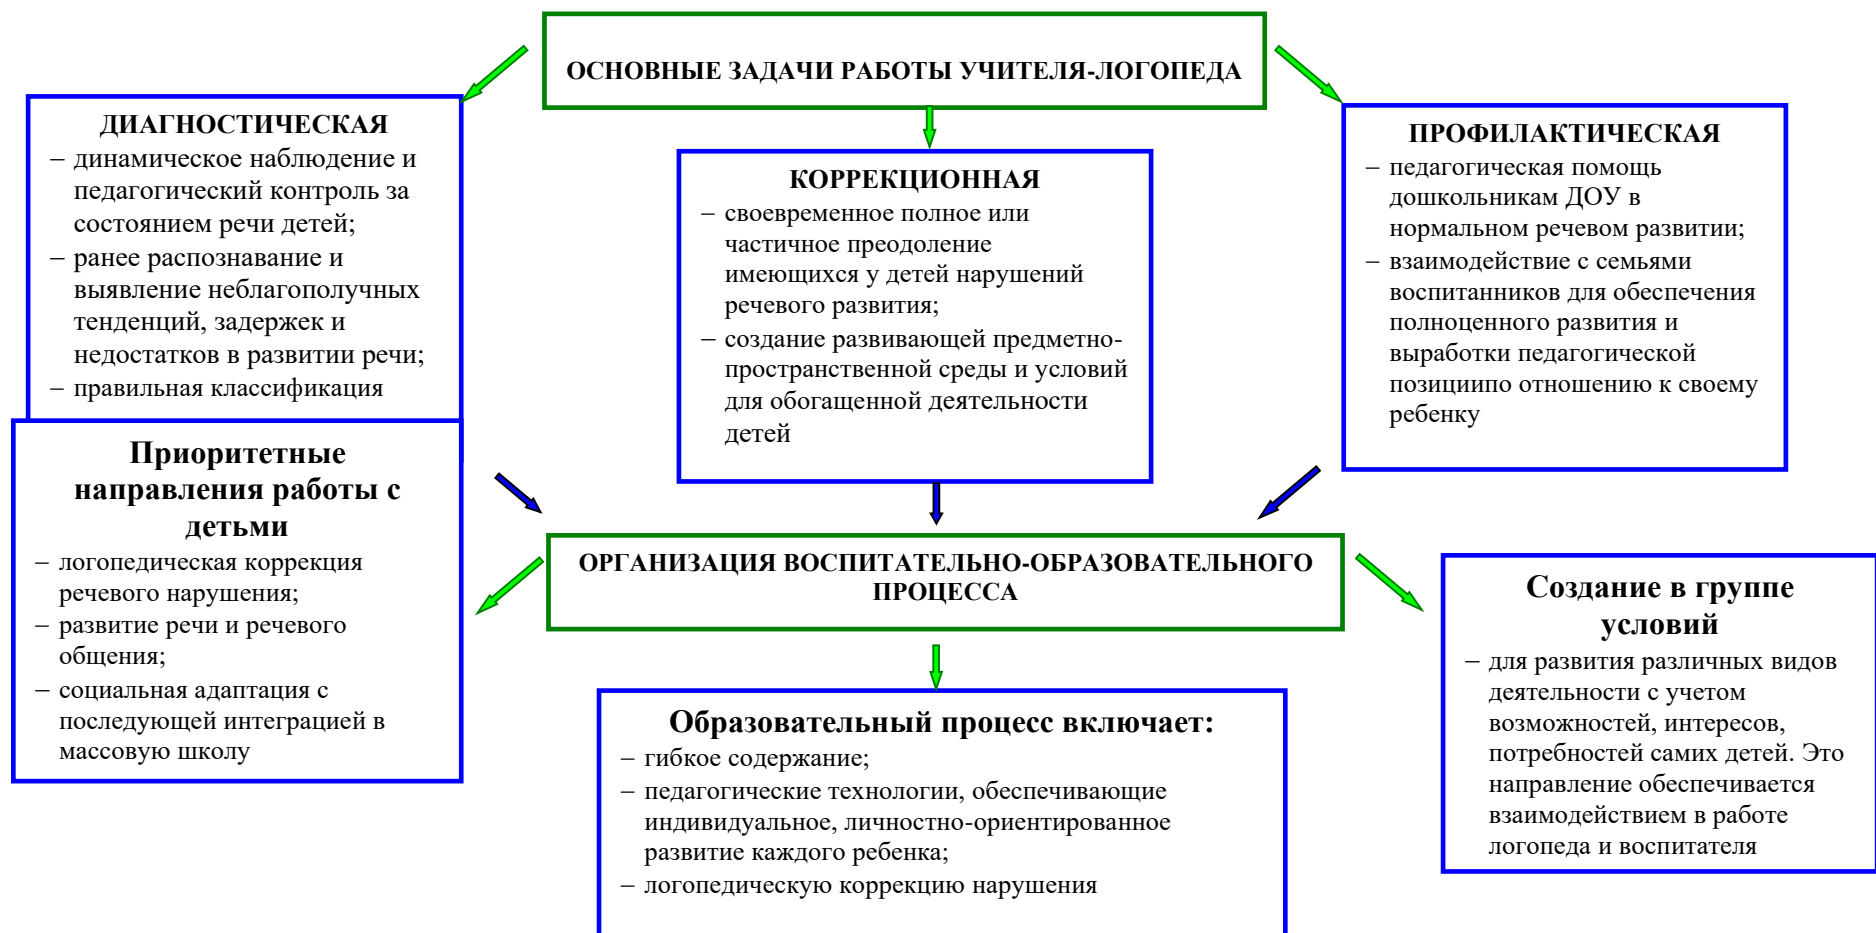 ОСНОВНЫЕ ЗАДАЧИ РАБОТЫ УЧИТЕЛЯ-ЛОГОПЕДА
ДИАГНОСТИЧЕСКАЯ
– динамическое наблюдение и
педагогический контроль за
состоянием речи детей;
– ранее распознавание и
выявление неблагополучных
тенденций, задержек и
недостатков в развитии речи;
– правильная классификация
КОРРЕКЦИОННАЯ
– своевременное полное или
частичное преодоление
имеющихся у детей нарушений
речевого развития;
– создание развивающей предметно-
пространственной среды и условий
для обогащенной деятельности
детей
ПРОФИЛАКТИЧЕСКАЯ
– педагогическая помощь
дошкольникам ДОУ в
нормальном речевом развитии;
– взаимодействие с семьями
воспитанников для обеспечения
полноценного развития и
выработки педагогической
позициипо отношению к своему
ребенку
Приоритетные
направления работы с
детьми
– логопедическая коррекция
речевого нарушения;
– развитие речи и речевого
общения;
– социальная адаптация с
последующей интеграцией в
массовую школу
ОРГАНИЗАЦИЯ ВОСПИТАТЕЛЬНО-ОБРАЗОВАТЕЛЬНОГО
ПРОЦЕССА
Образовательный процесс включает:
– гибкое содержание;
– педагогические технологии, обеспечивающие
индивидуальное, личностно-ориентированное
развитие каждого ребенка;
– логопедическую коррекцию нарушения
Создание в группе
условий
– для развития различных видов
деятельности с учетом
возможностей, интересов,
потребностей самих детей. Это
направление обеспечивается
взаимодействием в работе
логопеда и воспитателя